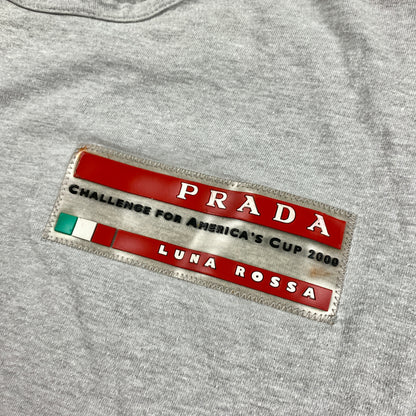 PRADA
CHALLENGE FOR AMERICA'S CUP 2000
LUNA ROSSA